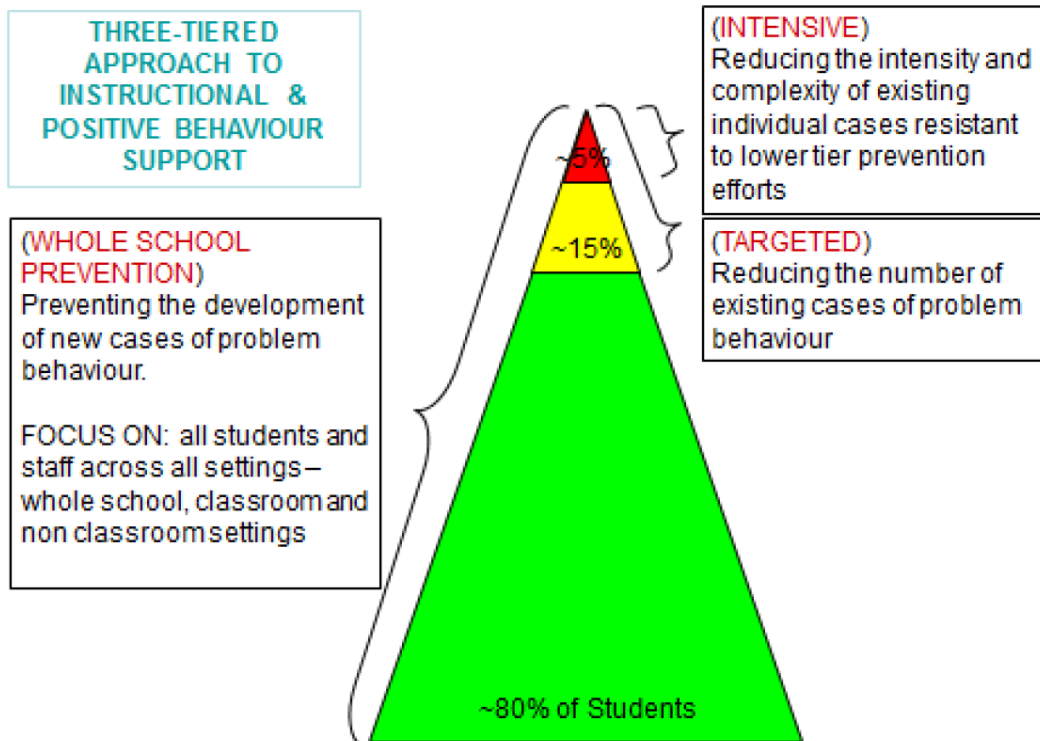 THREE-TIERED
APPROACH TO
INSTRUCTIONAL &
POSITIVE BEHAVIOUR
SUPPORT
(WHOLE SCHOOL
PREVENTION)
Preventing the development
of new cases of problem
behaviour.
FOCUS ON: all students and
staff across all settings –
whole school, classroom and
non classroom settings
~5%
~15%
~80% of Students
(INTENSIVE)
Reducing the intensity and
complexity of existing
individual cases resistant
to lower tier prevention
efforts
(TARGETED)
Reducing the number of
existing cases of problem
behaviour